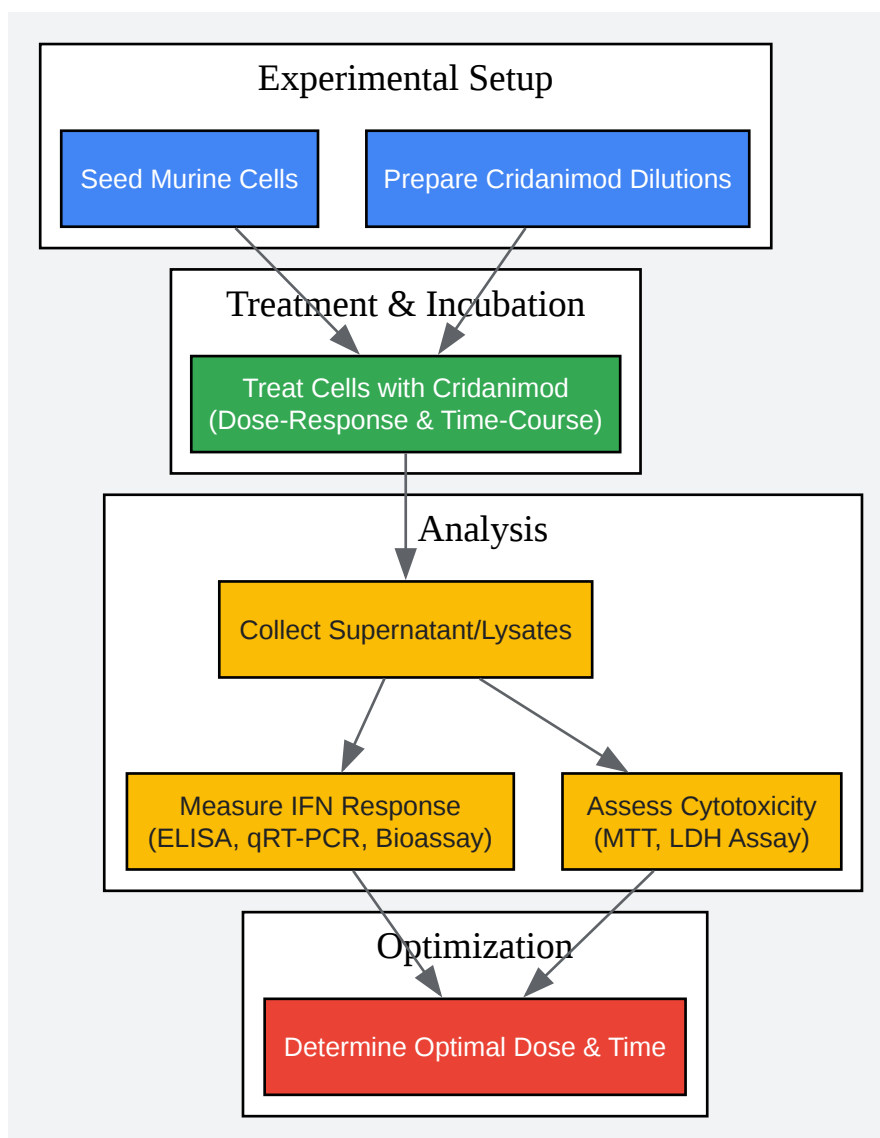 Experimental Setup
Seed Murine Cells
Prepare Cridanimod Dilutions
Treatment & Incubation
Treat Cells with Cridanimod
(Dose-Response & Time-Course)
Analysis
Collect Supernatant/Lysates
Measure IFN Response
(ELISA, qRT-PCR, Bioassay)
Assess Cytotoxicity
(MTT, LDH Assay)
Optimization
Determine Optimal Dose & Time